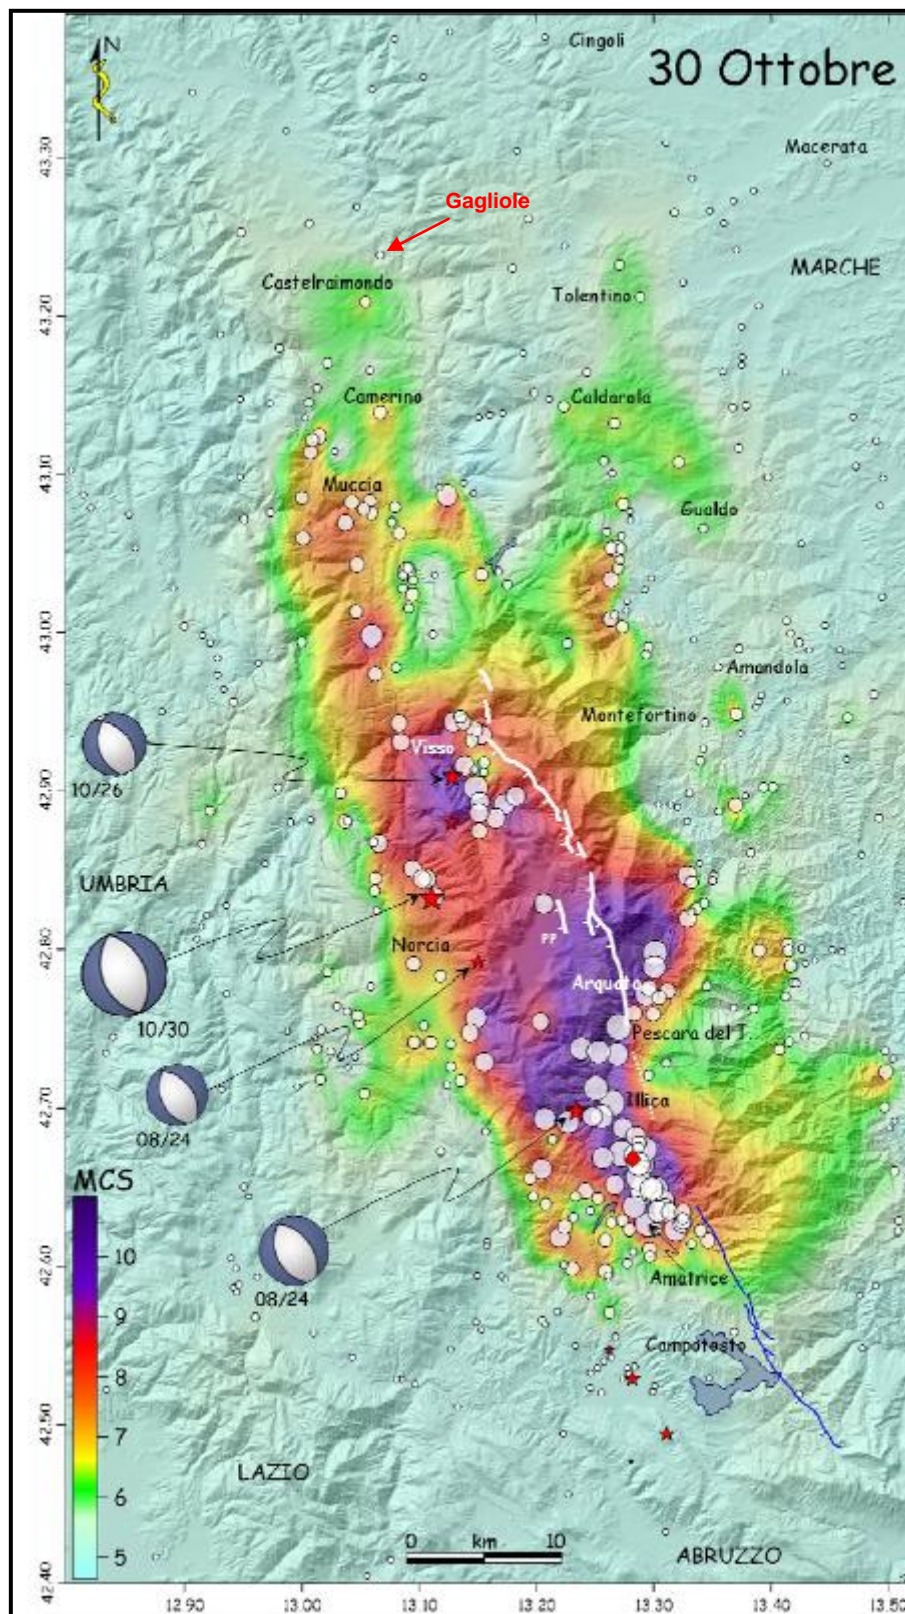 N
Cingoli
30 Ottobre
Macerata
43.30
Gagliole
MARCHE
Castelraimondo
Tolentino
43.20
Camerino
Caldarola
43.10
Muccia
Gualdo
43.00
Amandola
Montefortino
Visso
10/26
42.90
UMBRIA
42.80
Norcia
PP
Arquata
10/30
Pescara del T.
08/24
42.70
Illica
MCS
10
08/24
42.60
Amatrice
9
Campotosto
8
42.50
7
LAZIO
6
0 km 10
5
ABRUZZO
42.40
12.90 13.00 13.10 13.20 13.30 13.40 13.50